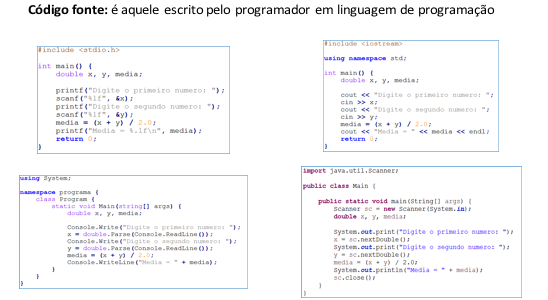 Código fonte: é aquele escrito pelo programador em linguagem de programação
#include <stdio.h>
int main() {
double x, y, media;
printf("Digite o primeiro numero: ");
scanf("%lf", &x);
printf("Digite o segundo numero: ");
scanf("%lf", &y);
media = (x + y) / 2.0;
printf("Media = %.lf\n", media);
return 0;
}
#include <iostream>
using namespace std;
int main() {
double x, y, media;
cout << "Digite o primeiro numero: ";
cin >> x;
cout << "Digite o segundo numero: ";
cin >> y;
media = (x + y) / 2.0;
cout << "Media = " << media << endl;
return 0;
}
using System;
namespace programa {
class Program {
static void Main(string[] args) {
double x, y, media;
Console.Write("Digite o primeiro numero: ");
x = double.Parse(Console.ReadLine());
Console.Write("Digite o segundo numero: ");
y = double.Parse(Console.ReadLine());
media = (x + y) / 2.0;
Console.WriteLine("Media = " + media);
}
}
}
import java.util.Scanner;
public class Main {
public static void main(String[] args) {
Scanner sc = new Scanner(System.in);
double x, y, media;
System.out.print("Digite o primeiro numero: ");
x = sc.nextDouble();
System.out.print("Digite o segundo numero: ");
y = sc.nextDouble();
media = (x + y) / 2.0;
System.out.println("Media = " + media);
sc.close();
}
}